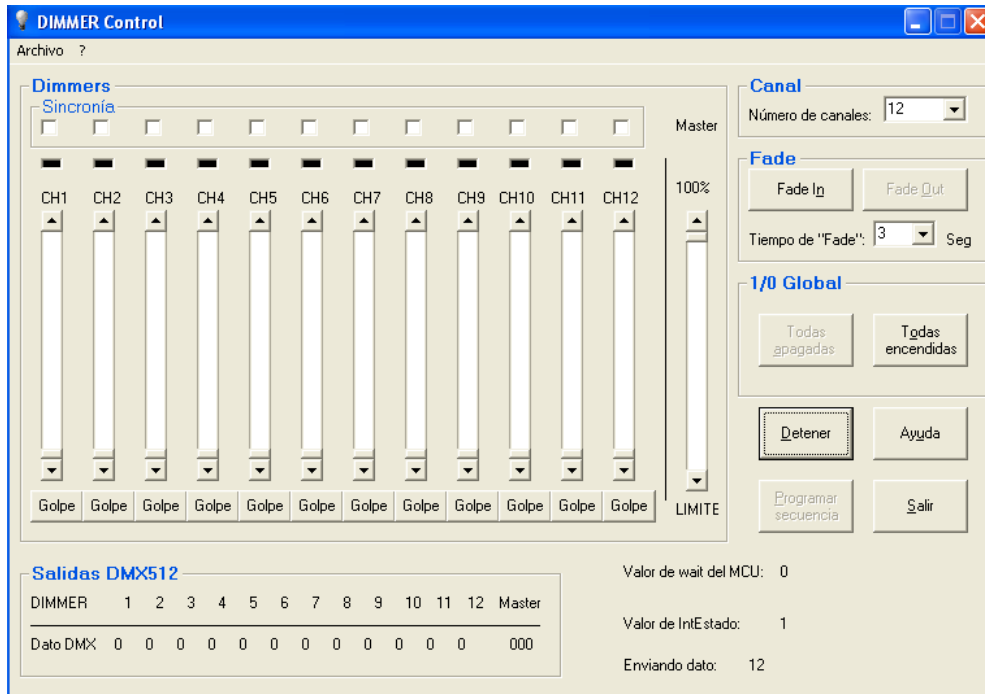 DIMMER Control
Archivo ?
Dimmers
Sincronía
Master
CH1 CH2 CH3 CH4 CH5 CH6 CH7 CH8 CH9 CH10 CH11 CH12
100%
Golpe Golpe Golpe Golpe Golpe Golpe Golpe Golpe Golpe Golpe Golpe Golpe
LIMITE
Canal
Número de canales: 12
Fade
Fade In Fade Out
Tiempo de "Fade": 3 Seg
1/0 Global
Todas apagadas
Todas encendidas
Detener
Ayuda
Programar secuencia
Salir
Salidas DMX512
DIMMER 1 2 3 4 5 6 7 8 9 10 11 12 Master
Dato DMX 0 0 0 0 0 0 0 0 0 0 0 0 000
Valor de wait del MCU: 0
Valor de IntEstado: 1
Enviando dato: 12